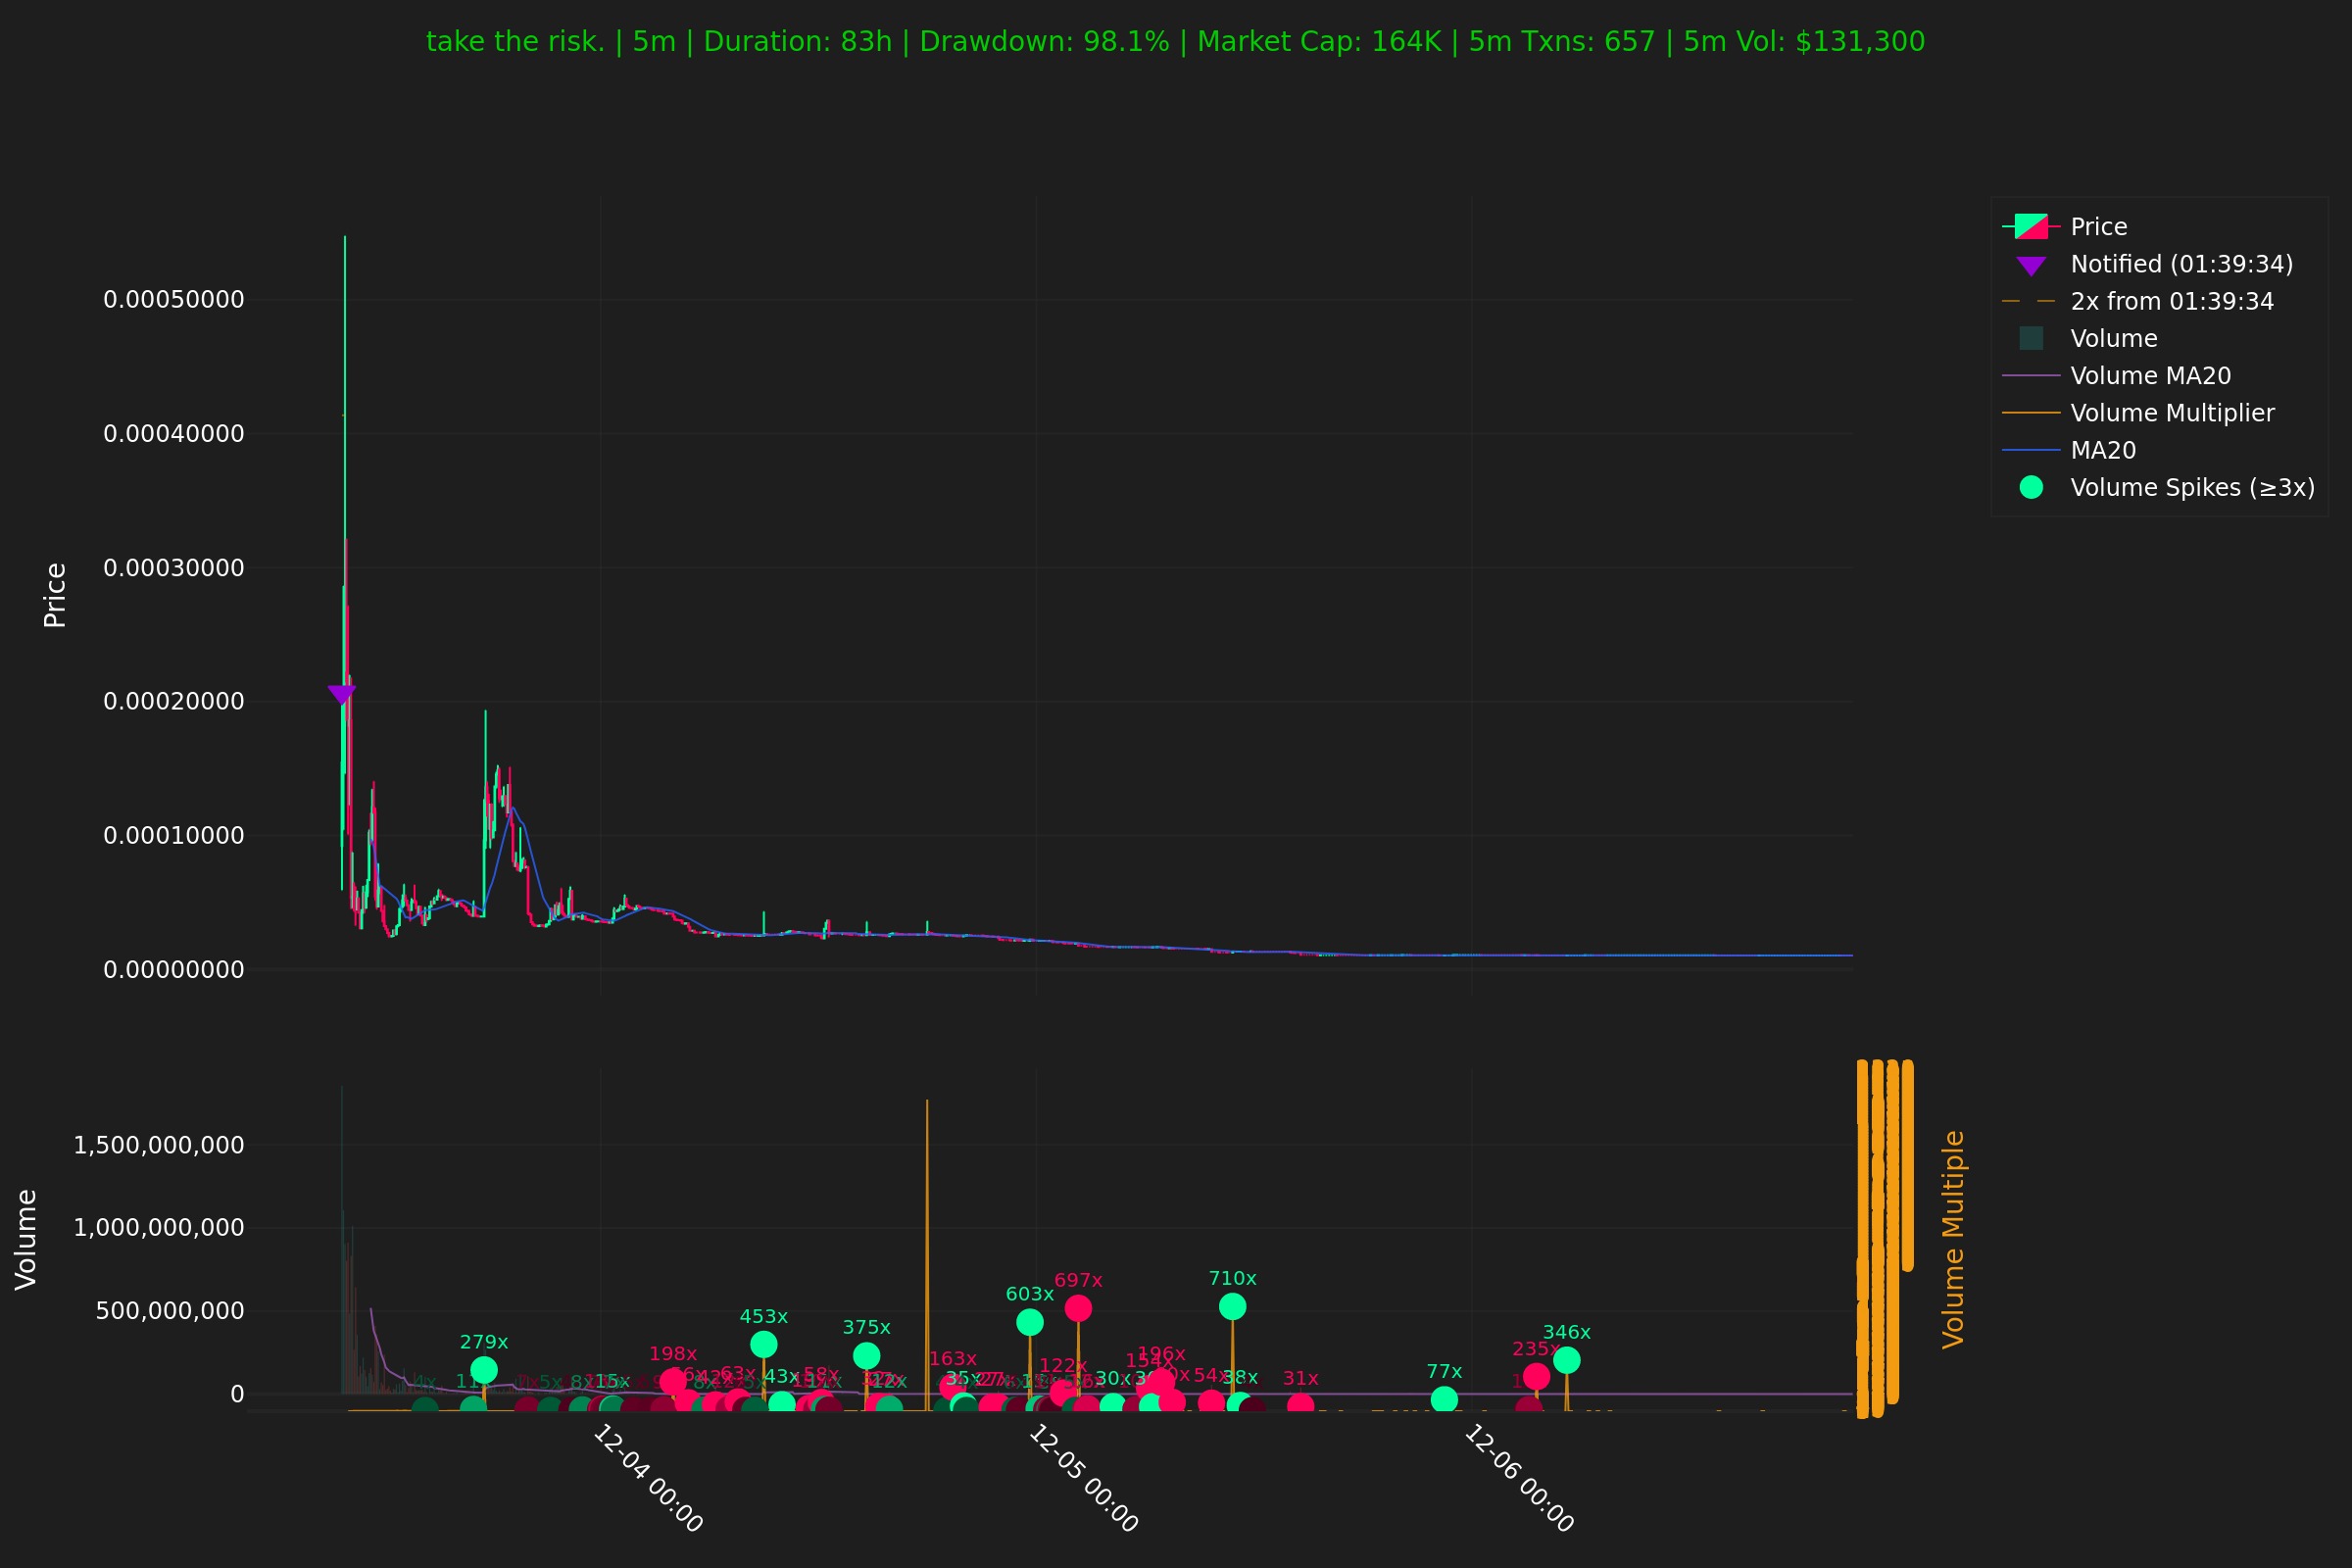 take the risk. | 5m | Duration: 83h | Drawdown: 98.1% | Market Cap: 164K | 5m Txns: 657 | 5m Vol: $131,300
Price
Notified (01:39:34)
2x from 01:39:34
Volume
Volume MA20
Volume Multiplier
MA20
Volume Spikes (≥3x)
Price
0.00050000
0.00040000
0.00030000
0.00020000
0.00010000
0.00000000
Volume
1,500,000,000
1,000,000,000
500,000,000
0
279x
15x
198x
63x
453x
43x
58x
375x
12x
163x
35x
603x
122x
697x
30x
154x
196x
54x
710x
38x
31x
77x
235x
346x
Volume Multiple
12-04 00:00
12-05 00:00
12-06 00:00